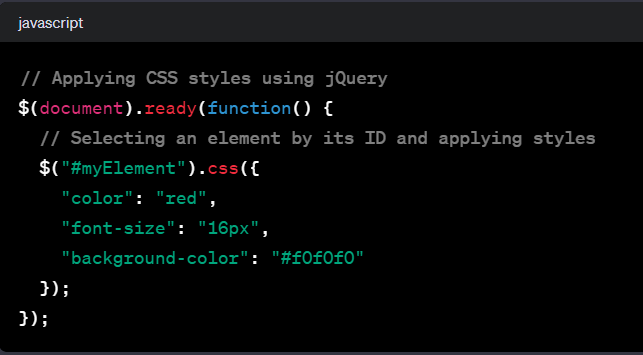 javascript
// Applying CSS styles using jQuery
$(document).ready(function() {
  // Selecting an element by its ID and applying styles
  $("#myElement").css({
    "color": "red",
    "font-size": "16px",
    "background-color": "#f0f0f0"
  });
});